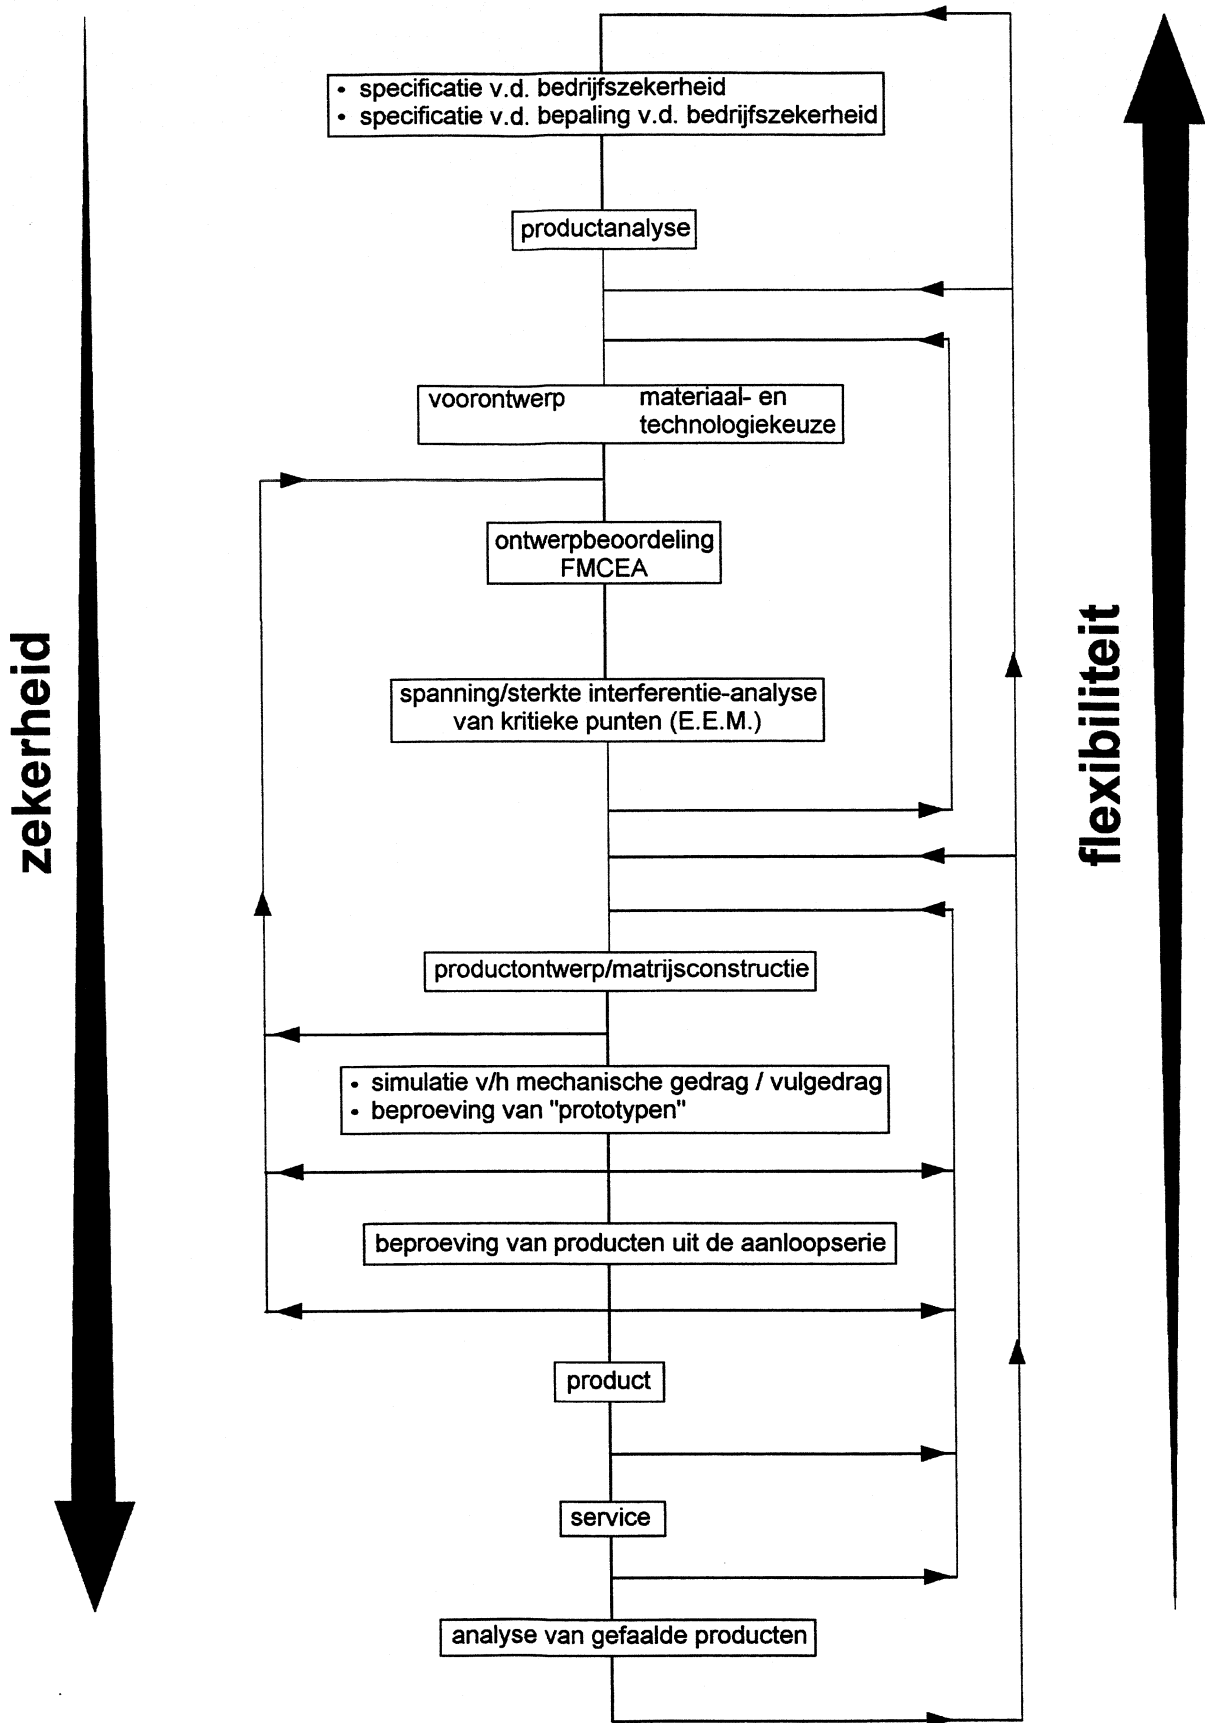 • specificatie v.d. bedrijfszekerheid
• specificatie v.d. bepaling v.d. bedrijfszekerheid
productanalyse
voorontwerp materiaal- en
technologiekeuze
ontwerpbeoordeling
FMCEA
spanning/sterkte interferentie-analyse
van kritieke punten (E.E.M.)
zekerheid
flexibiliteit
productontwerp/matrijsconstructie
• simulatie v/h mechanische gedrag / vulgedrag
• beproeving van "prototypen"
beproeving van producten uit de aanloopserie
product
service
analyse van gefaalde producten